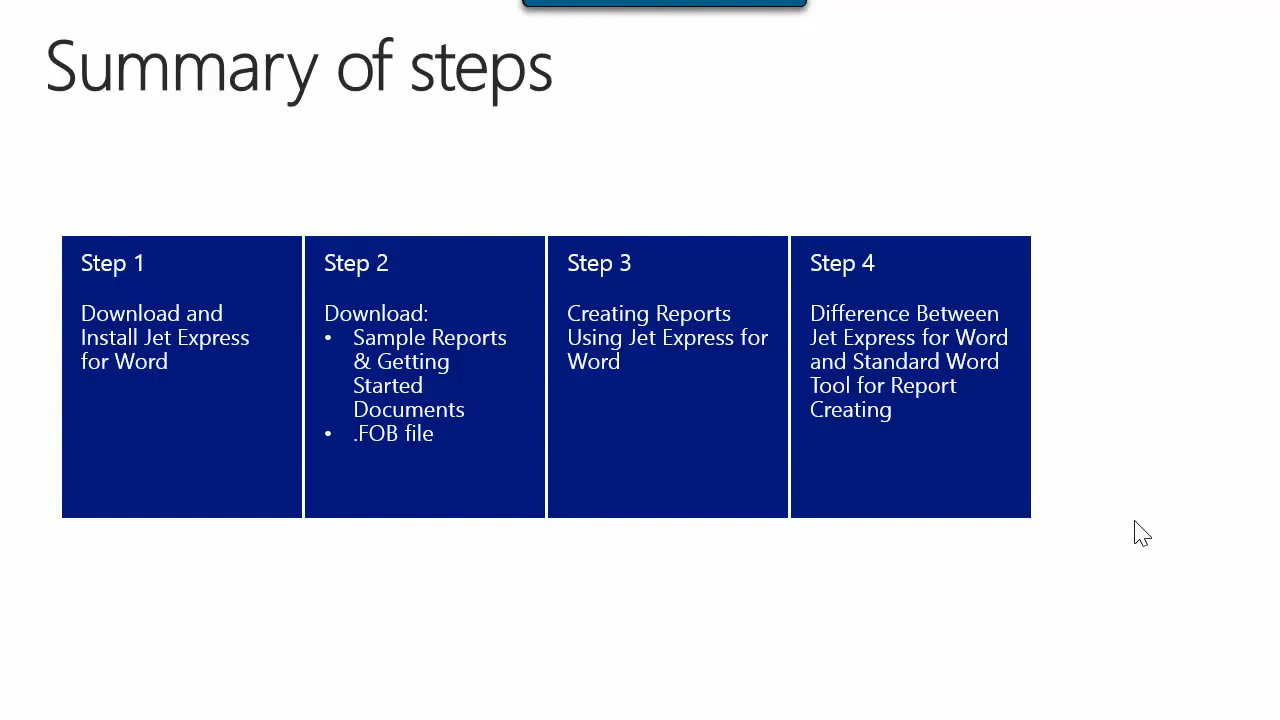 Summary of steps
Step 1
Download and
Install Jet Express
for Word
Step 2
Download:
• Sample Reports
& Getting
Started
Documents
• .FOB file
Step 3
Creating Reports
Using Jet Express for
Word
Step 4
Difference Between
Jet Express for Word
and Standard Word
Tool for Report
Creating